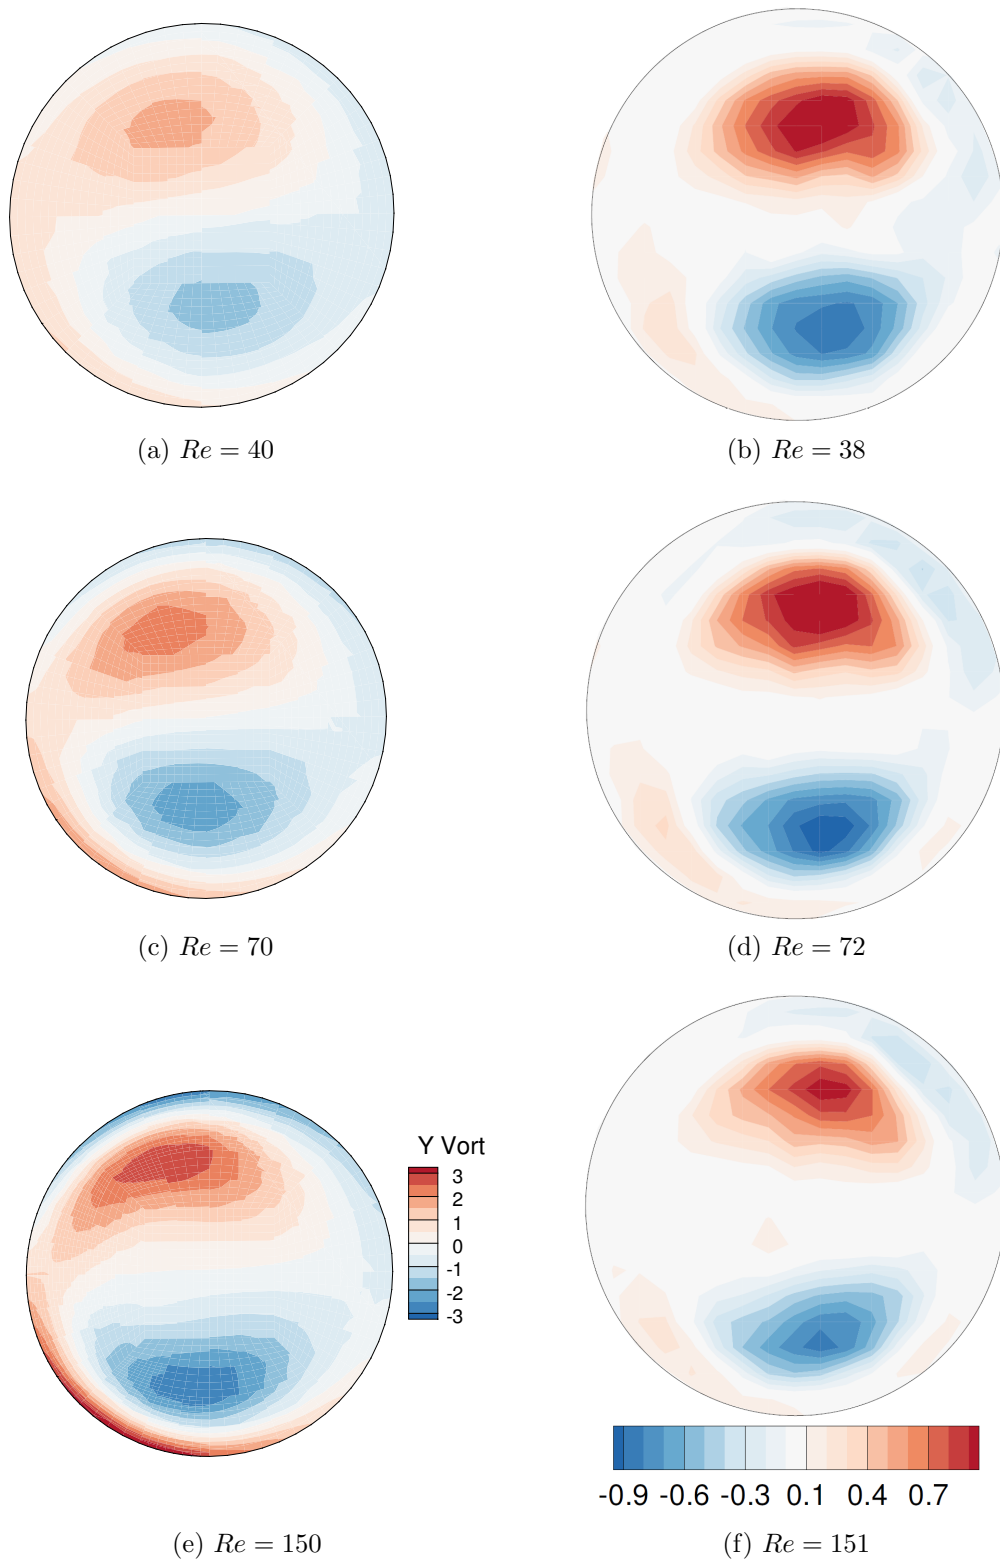 (a) Re = 40
(b) Re = 38
(c) Re = 70
(d) Re = 72
Y Vort
3
2
1
0
-1
-2
-3
-0.9 -0.6 -0.3 0.1 0.4 0.7
(e) Re = 150
(f) Re = 151